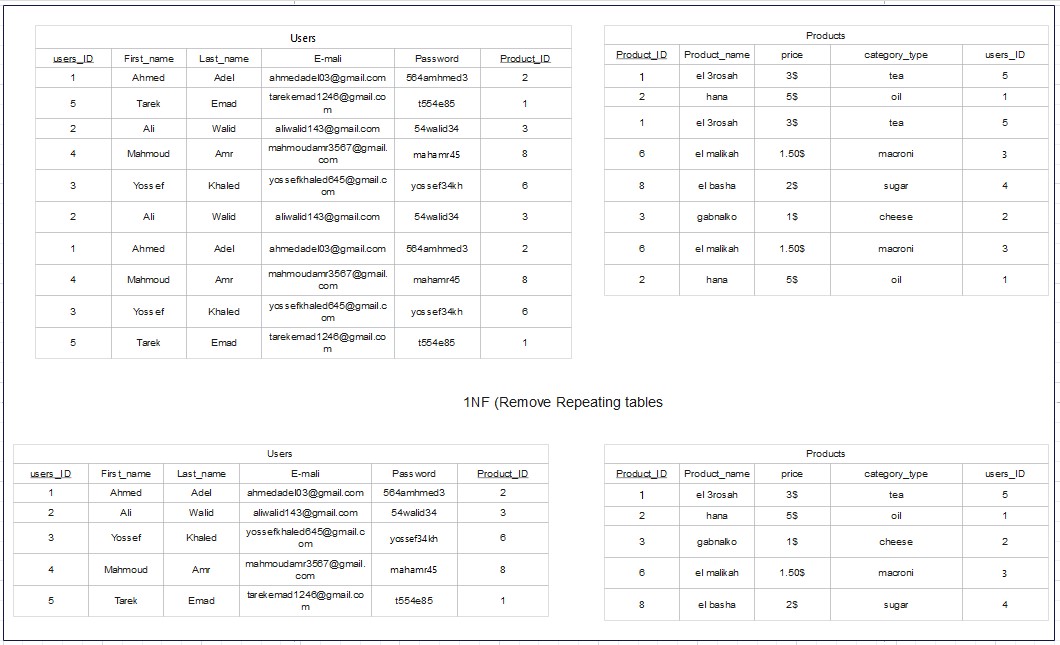 Users
users_ID First_name Last_name E-mali Password Product_ID
1 Ahmed Adel ahmedadel03@gmail.com 564amhmed3 2
5 Tarek Emad tarekemad1246@gmail.co
m t554e85 1
2 Ali Walid aliwalid143@gmail.com 54walid34 3
4 Mahmoud Amr mahmoudamr3567@gmail.
com mahamr45 8
3 Yossef Khaled yossefkhaled645@gmail.c
om yossef34kh 6
2 Ali Walid aliwalid143@gmail.com 54walid34 3
1 Ahmed Adel ahmedadel03@gmail.com 564amhmed3 2
4 Mahmoud Amr mahmoudamr3567@gmail.
com mahamr45 8
3 Yossef Khaled yossefkhaled645@gmail.c
om yossef34kh 6
5 Tarek Emad tarekemad1246@gmail.co
m t554e85 1
Products
Product_ID Product_name price category_type users_ID
1 el 3rosah 3$ tea 5
2 hana 5$ oil 1
1 el 3rosah 3$ tea 5
6 el malikah 1.50$ macroni 3
8 el basha 2$ sugar 4
3 gabnalko 1$ cheese 2
6 el malikah 1.50$ macroni 3
2 hana 5$ oil 1
1NF (Remove Repeating tables
Users
users_ID First_name Last_name E-mali Password Product_ID
1 Ahmed Adel ahmedadel03@gmail.com 564amhmed3 2
2 Ali Walid aliwalid143@gmail.com 54walid34 3
3 Yossef Khaled yossefkhaled645@gmail.c
om yossef34kh 6
4 Mahmoud Amr mahmoudamr3567@gmail.
com mahamr45 8
5 Tarek Emad tarekemad1246@gmail.co
m t554e85 1
Products
Product_ID Product_name price category_type users_ID
1 el 3rosah 3$ tea 5
2 hana 5$ oil 1
3 gabnalko 1$ cheese 2
6 el malikah 1.50$ macroni 3
8 el basha 2$ sugar 4